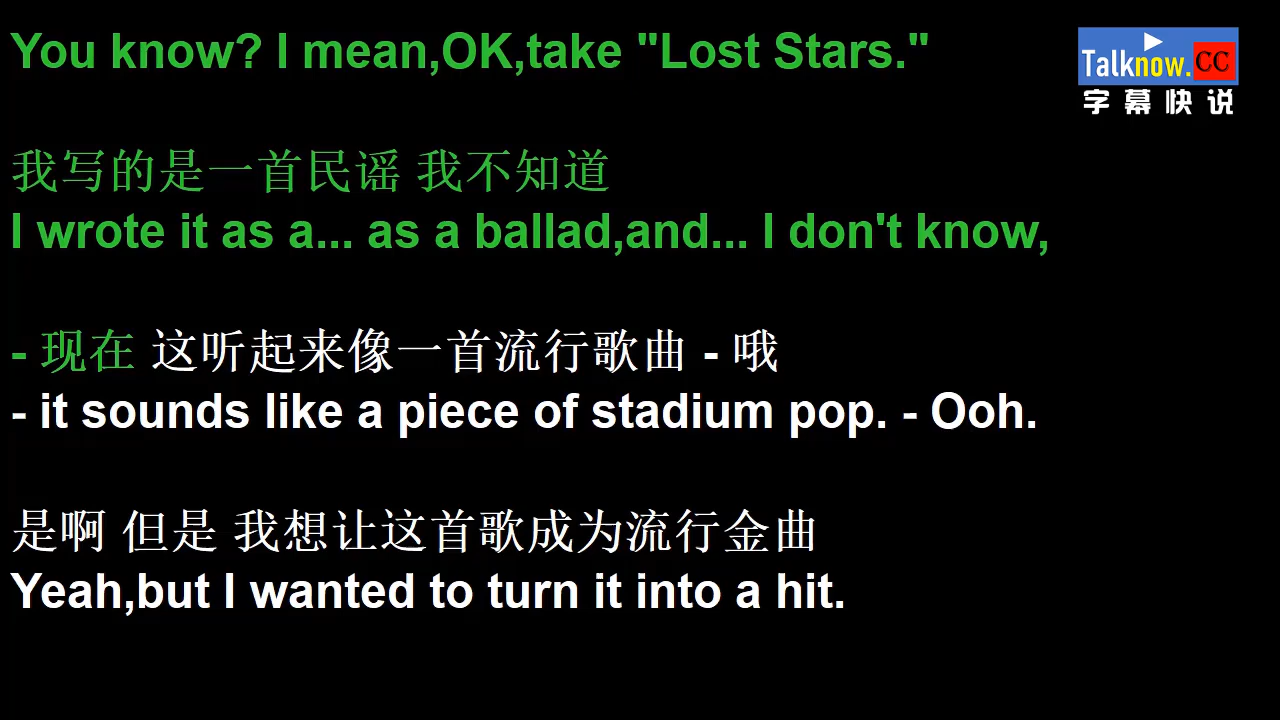 You know? I mean,OK,take "Lost Stars."
Talknow.CC
字幕快说
我写的是一首民谣 我不知道
I wrote it as a... as a ballad,and... I don't know,
- 现在 这听起来像一首流行歌曲 - 哦
- it sounds like a piece of stadium pop. - Ooh.
是啊 但是 我想让这首歌成为流行金曲
Yeah,but I wanted to turn it into a hit.